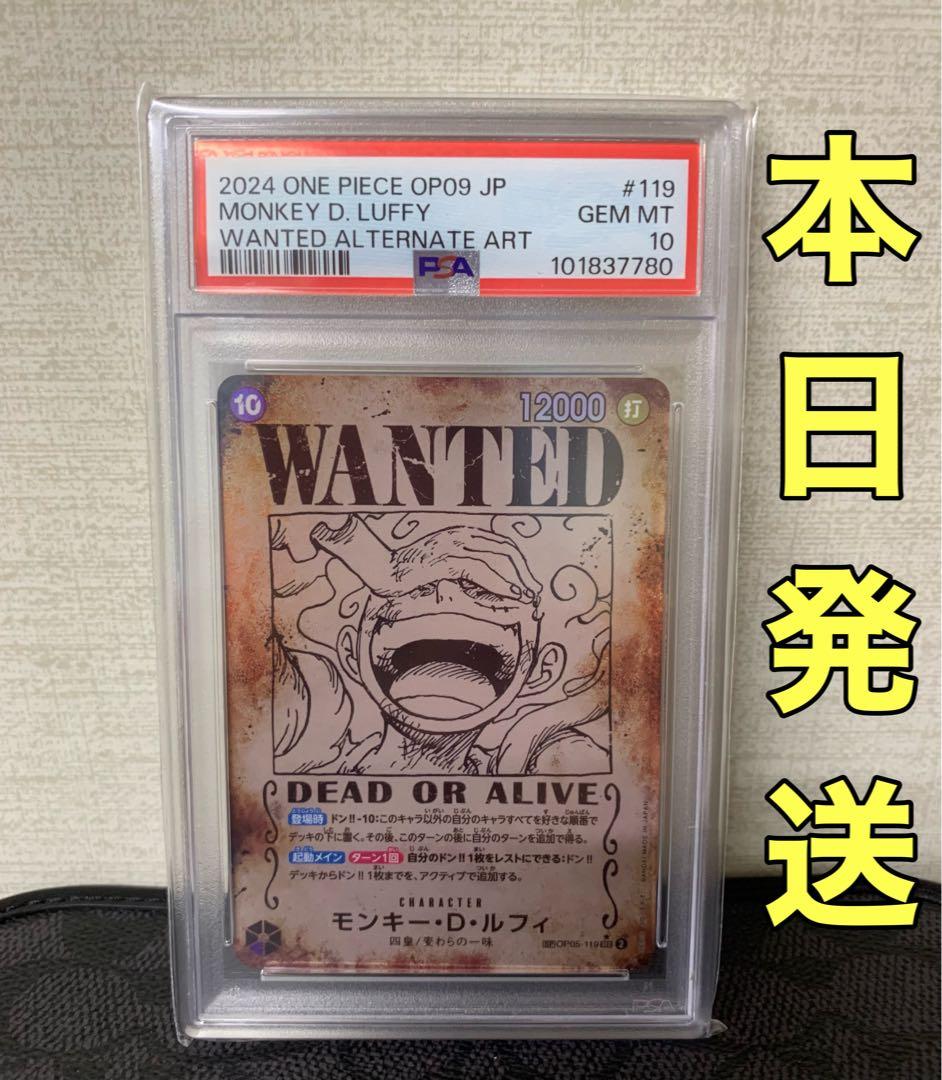 2024 ONE PIECE OP09 JP #119
MONKEY D. LUFFY GEM MT
WANTED ALTERNATE ART 10
PSA 101837780
10 12000 打
WANTED
DEAD OR ALIVE
登場時 ドン!!-10:このキャラ以外の自分のキャラすべてを好きな順番で
デッキの下に置く。その後、このターンの後に自分のターンを追加で得る。
起動メイン ターン1回 自分のドン!!1枚をレストにできる:ドン!!
デッキからドン!!1枚までを、アクティブで追加する。
CHARACTER
モンキー・D・ルフィ
四皇/麦わらの一味
OP05-119 2
MADE IN JAPAN
PSA
本日発送